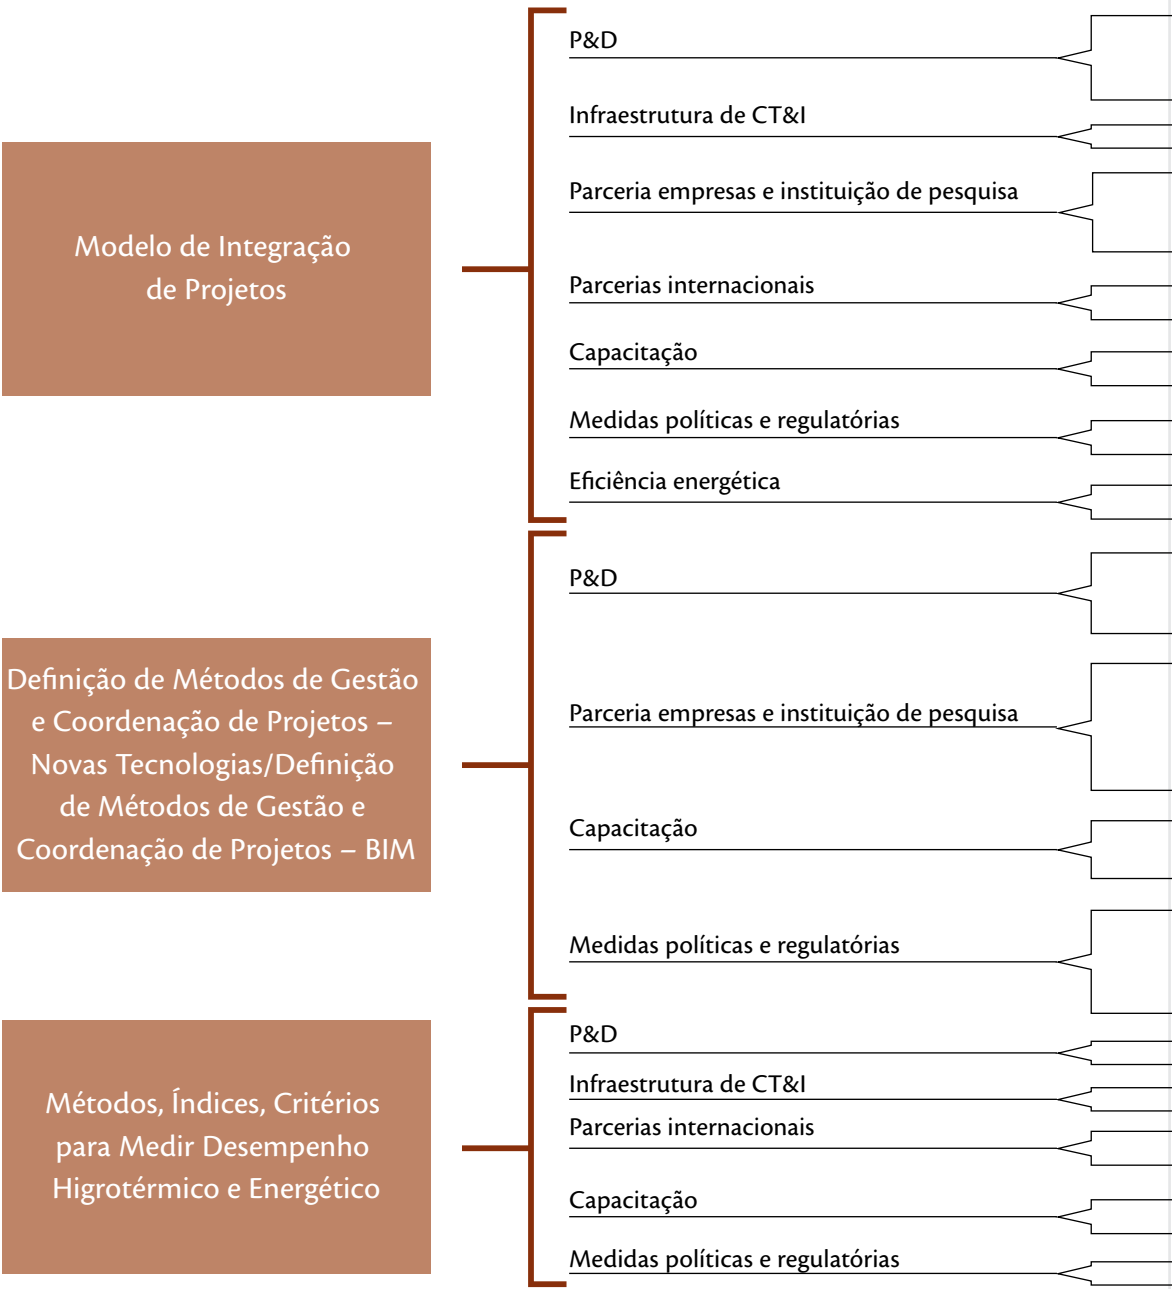 Modelo de Integração
de Projetos
P&D
Infraestrutura de CT&I
Parceria empresas e instituição de pesquisa
Parcerias internacionais
Capacitação
Medidas políticas e regulatórias
Eficiência energética
Definição de Métodos de Gestão
e Coordenação de Projetos –
Novas Tecnologias/Definição
de Métodos de Gestão e
Coordenação de Projetos – BIM
P&D
Parceria empresas e instituição de pesquisa
Capacitação
Medidas políticas e regulatórias
Métodos, Índices, Critérios
para Medir Desempenho
Higrotérmico e Energético
P&D
Infraestrutura de CT&I
Parcerias internacionais
Capacitação
Medidas políticas e regulatórias